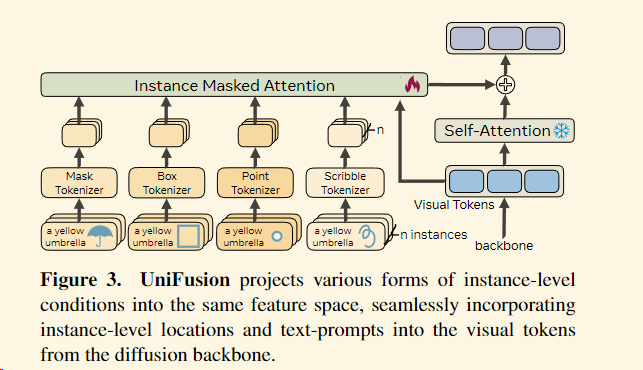 Instance Masked Attention
n
Self-Attention
Mask
Tokenizer
Box
Tokenizer
Point
Tokenizer
Scribble
Tokenizer
Visual Tokens
a yellow
umbrella
a yellow
umbrella
a yellow
umbrella
a yellow
umbrella
n instances
backbone
Figure 3. UniFusion projects various forms of instance-level
conditions into the same feature space, seamlessly incorporating
instance-level locations and text-prompts into the visual tokens
from the diffusion backbone.